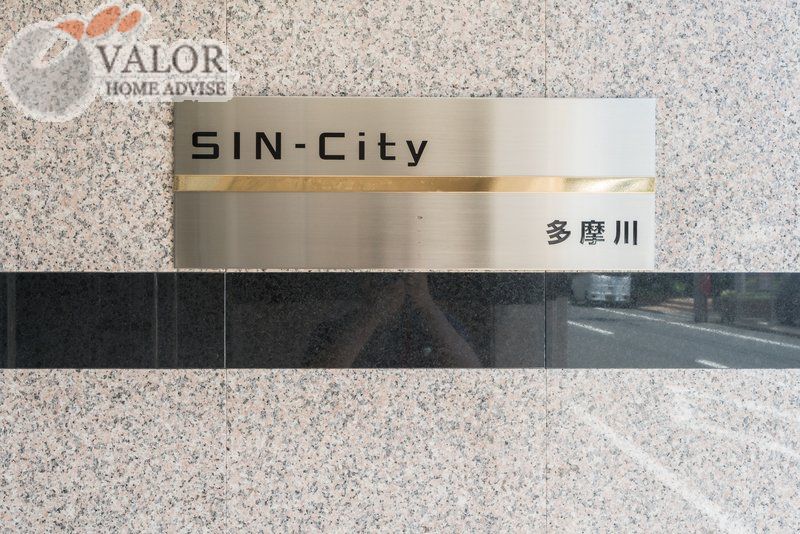 VALOR
HOME ADVISE
SIN-City
多摩川